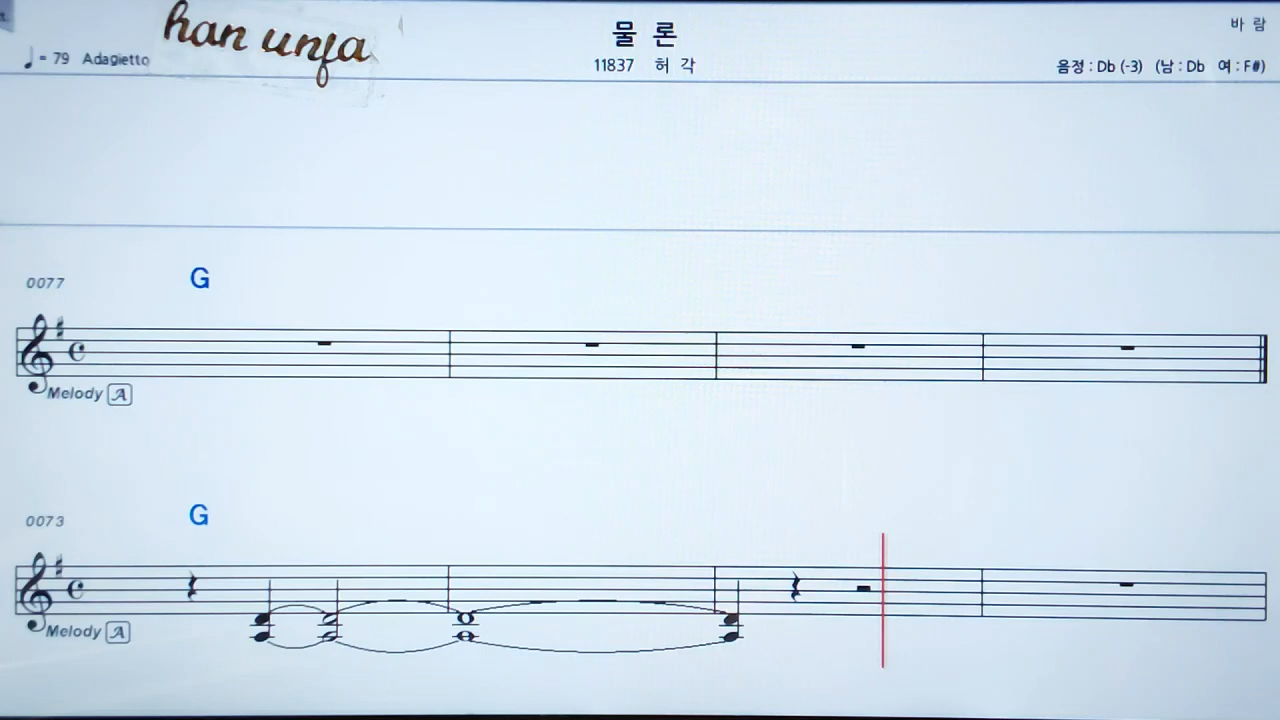 han unja
물 론
바 람
♩= 79 Adagietto
11837 허 각
음정 : Db (-3) (남 : Db 여 : F#)
0077
G
Melody A
0073
G
Melody A